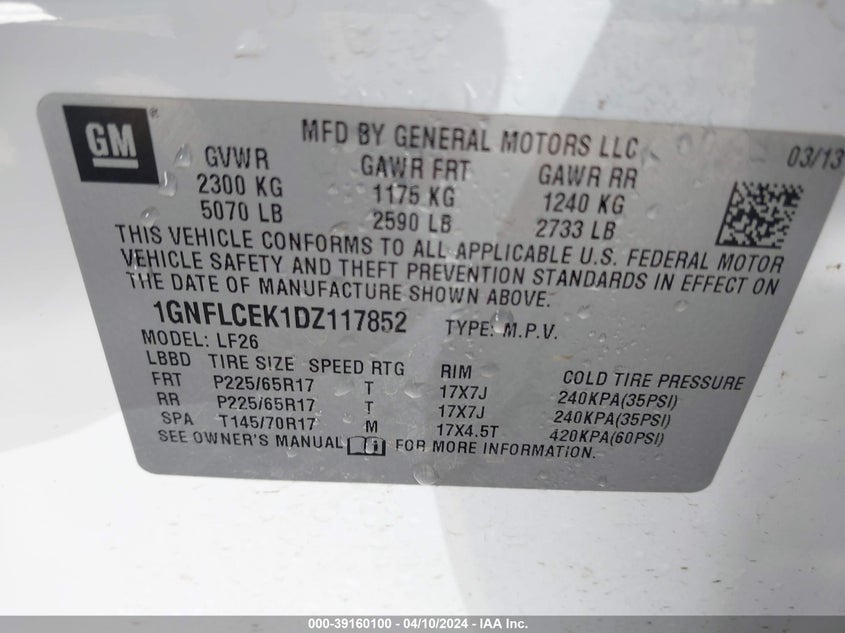 GM®
MFD BY GENERAL MOTORS LLC
03/13
GVWR GAWR FRT GAWR RR
2300 KG 1175 KG 1240 KG
5070 LB 2590 LB 2733 LB
THIS VEHICLE CONFORMS TO ALL APPLICABLE U.S. FEDERAL MOTOR
VEHICLE SAFETY AND THEFT PREVENTION STANDARDS IN EFFECT ON
THE DATE OF MANUFACTURE SHOWN ABOVE.
1GNFLCEK1DZ117852 TYPE: M.P.V.
MODEL: LF26
LBBD TIRE SIZE SPEED RTG RIM COLD TIRE PRESSURE
FRT P225/65R17 T 17X7J 240KPA(35PSI)
RR P225/65R17 T 17X7J 240KPA(35PSI)
SPA T145/70R17 M 17X4.5T 420KPA(60PSI)
SEE OWNER'S MANUAL FOR MORE INFORMATION.
000-39160100 - 04/10/2024 - IAA Inc.